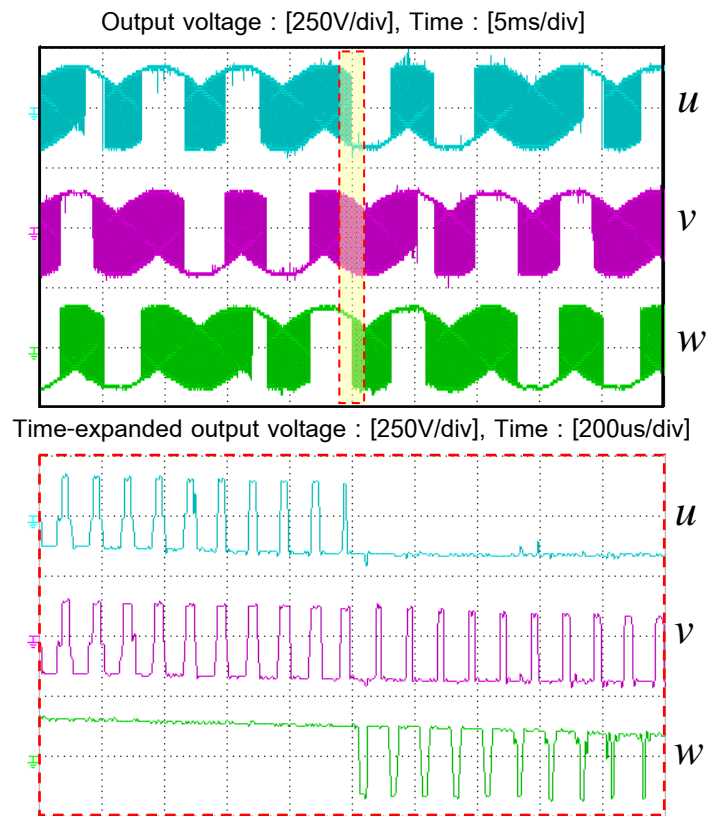 Output voltage : [250V/div], Time : [5ms/div]
u
v
w
Time-expanded output voltage : [250V/div], Time : [200us/div]
u
v
w